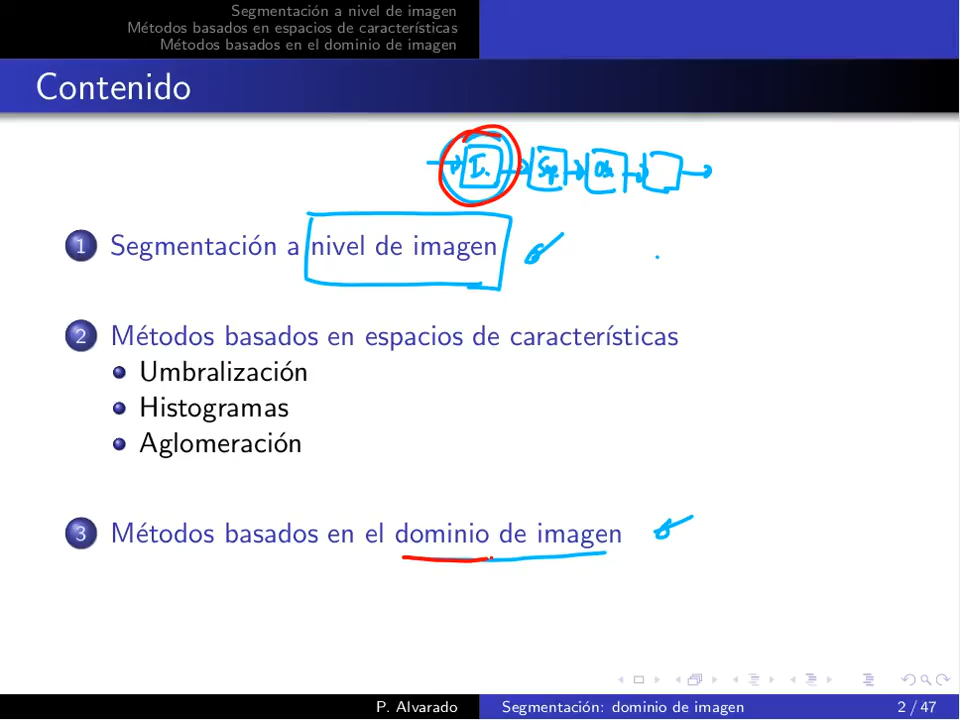 Segmentación a nivel de imagen
Métodos basados en espacios de características
Métodos basados en el dominio de imagen
Contenido
1 Segmentación a nivel de imagen
2 Métodos basados en espacios de características
Umbralización
Histogramas
Aglomeración
3 Métodos basados en el dominio de imagen
P. Alvarado
Segmentación: dominio de imagen
2 / 47